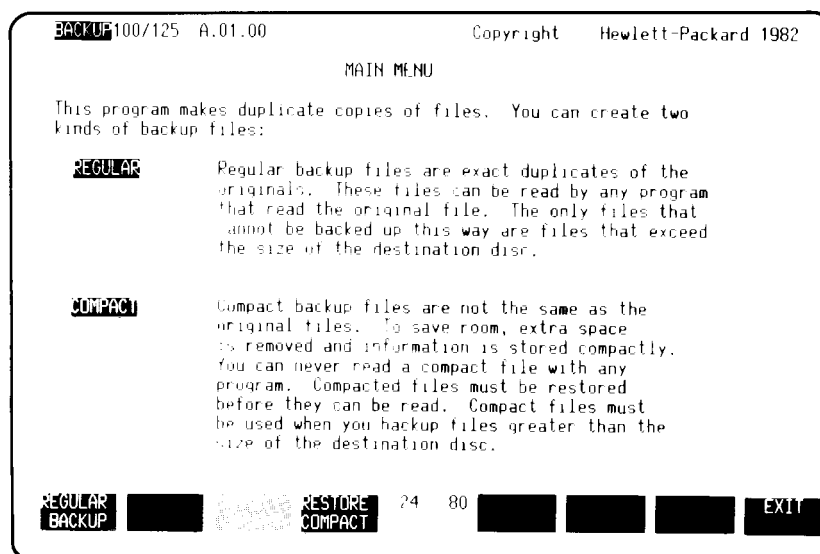 BACKUP100/125 A.01.00 Copyright Hewlett-Packard 1982
MAIN MENU
This program makes duplicate copies of files. You can create two
kinds of backup files:
REGULAR Regular backup files are exact duplicates of the
originals. These files can be read by any program
that read the original file. The only files that
cannot be backed up this way are files that exceed
the size of the destination disc.
COMPACT Compact backup files are not the same as the
original files. To save room, extra space
is removed and information is stored compactly.
You can never read a compact file with any
program. Compacted files must be restored
before they can be read. Compact files must
be used when you backup files greater than the
size of the destination disc.
REGULAR RESTORE 24 80 EXIT
BACKUP COMPACT